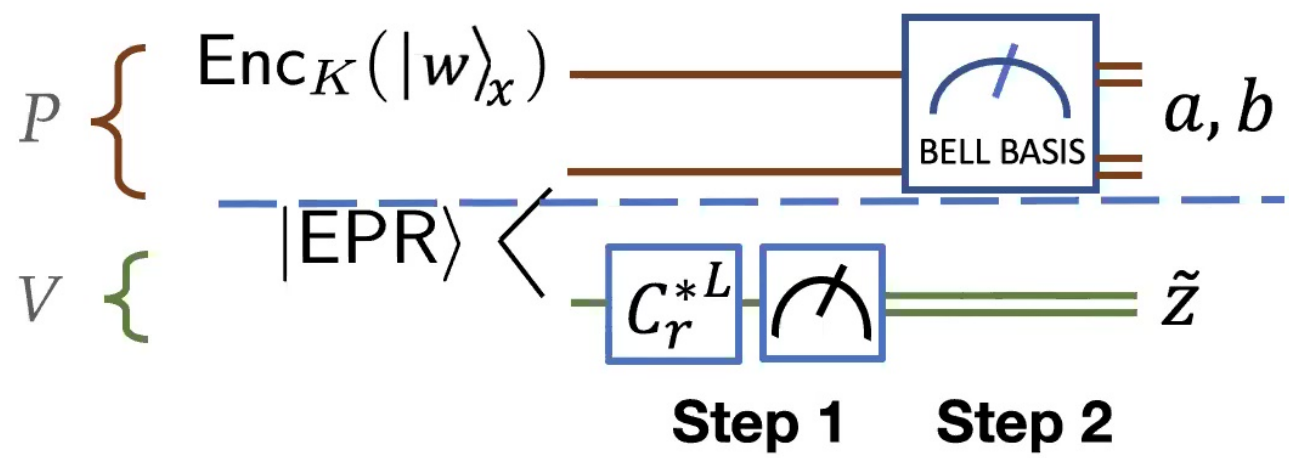 P
Enc_K(|w⟩_x)
BELL BASIS
a, b
|EPR⟩
V
C_r^{*L}
z̃
Step 1 Step 2